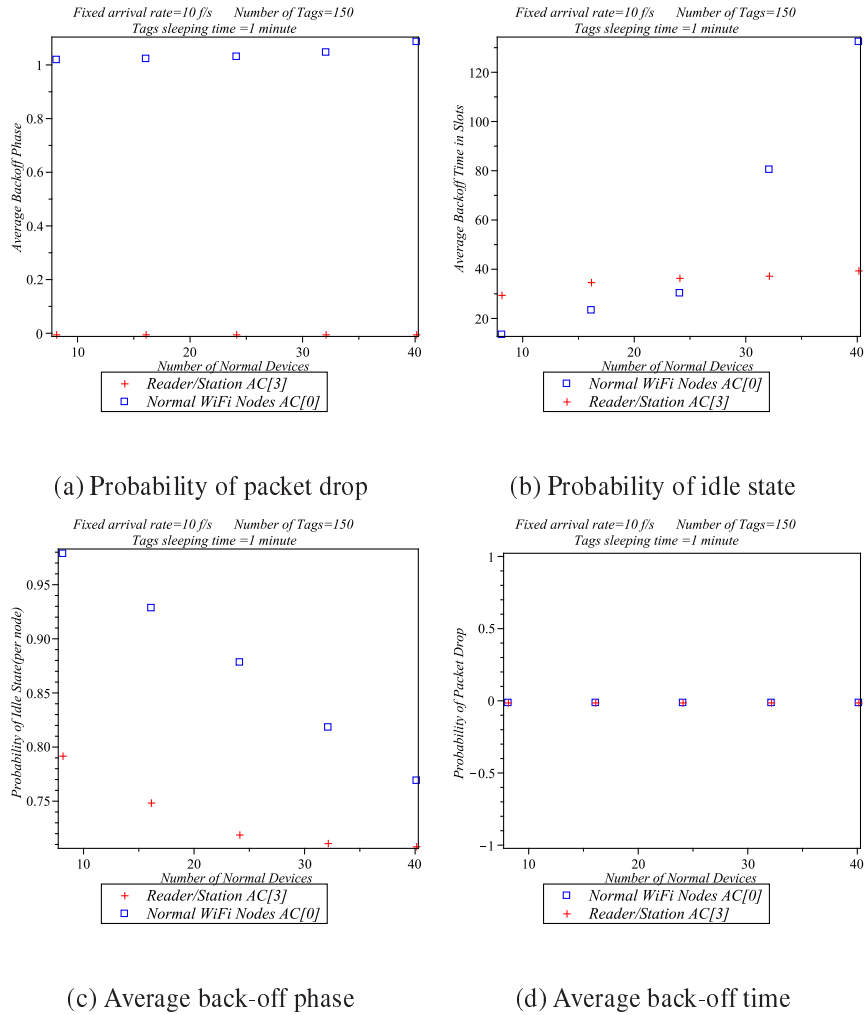 Fixed arrival rate=10 f/s Number of Tags=150
Tags sleeping time =1 minute
1
0.8
0.6
0.4
0.2
0
Average Backoff Phase
10 20 30 40
Number of Normal Devices
Reader/Station AC[3]
Normal WiFi Nodes AC[0]
(a) Probability of packet drop
Fixed arrival rate=10 f/s Number of Tags=150
Tags sleeping time =1 minute
120
100
80
60
40
20
Average Backoff Time in Slots
10 20 30 40
Number of Normal Devices
Normal WiFi Nodes AC[0]
Reader/Station AC[3]
(b) Probability of idle state
Fixed arrival rate=10 f/s Number of Tags=150
Tags sleeping time =1 minute
0.95
0.90
0.85
0.80
0.75
Probability of Idle State(per node)
10 20 30 40
Number of Normal Devices
Reader/Station AC[3]
Normal WiFi Nodes AC[0]
(c) Average back-off phase
Fixed arrival rate=10 f/s Number of Tags=150
Tags sleeping time =1 minute
1
0.5
0
−0.5
−1
Probability of Packet Drop
10 20 30 40
Number of Normal Devices
Normal WiFi Nodes AC[0]
Reader/Station AC[3]
(d) Average back-off time